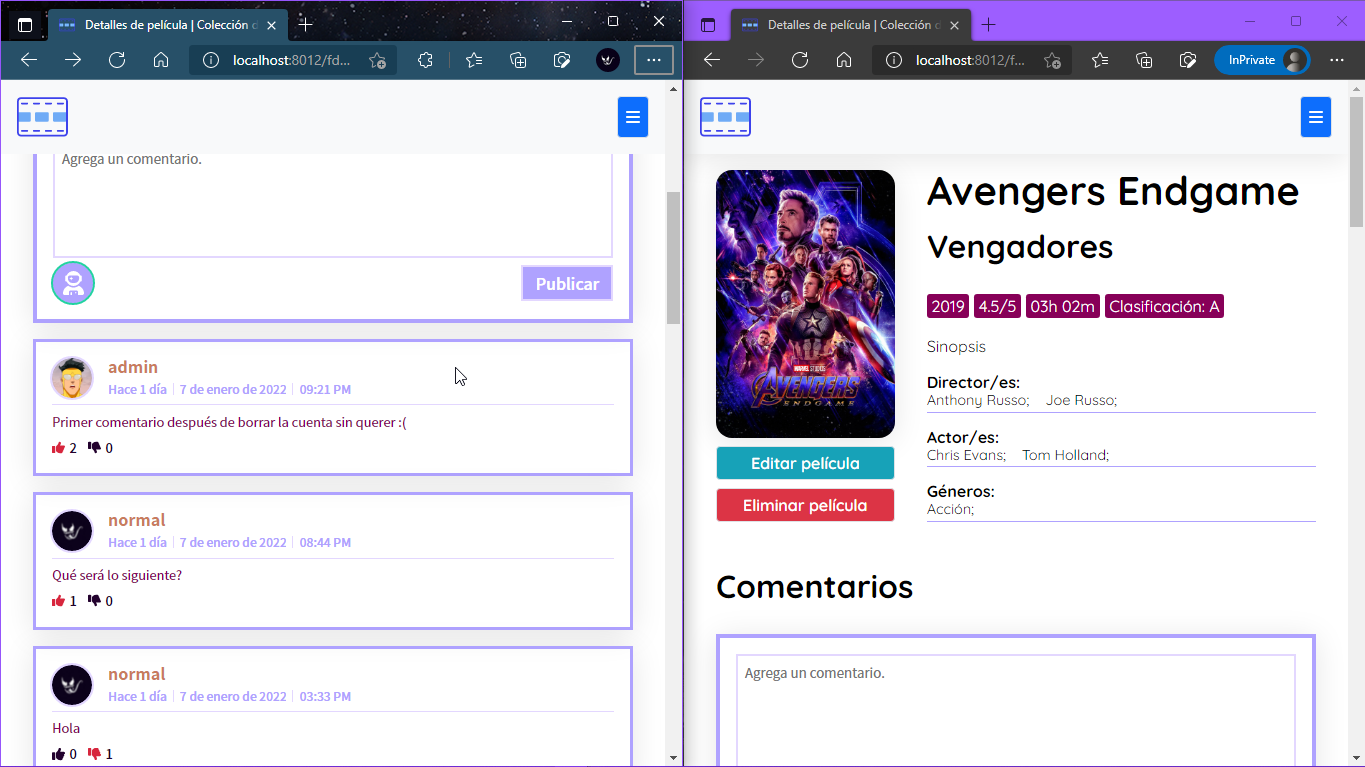 Detalles de película | Colección d
localhost:8012/fd...
Agrega un comentario.
Publicar
admin
Hace 1 día | 7 de enero de 2022 | 09:21 PM
Primer comentario después de borrar la cuenta sin querer :(
2 0
normal
Hace 1 día | 7 de enero de 2022 | 08:44 PM
Qué será lo siguiente?
1 0
normal
Hace 1 día | 7 de enero de 2022 | 03:33 PM
Hola
0 1
Detalles de película | Colección d
localhost:8012/f...
InPrivate
MARVEL STUDIOS
AVENGERS
ENDGAME
Editar película
Eliminar película
Avengers Endgame
Vengadores
2019 4.5/5 03h 02m Clasificación: A
Sinopsis
Director/es:
Anthony Russo; Joe Russo;
Actor/es:
Chris Evans; Tom Holland;
Géneros:
Acción;
Comentarios
Agrega un comentario.